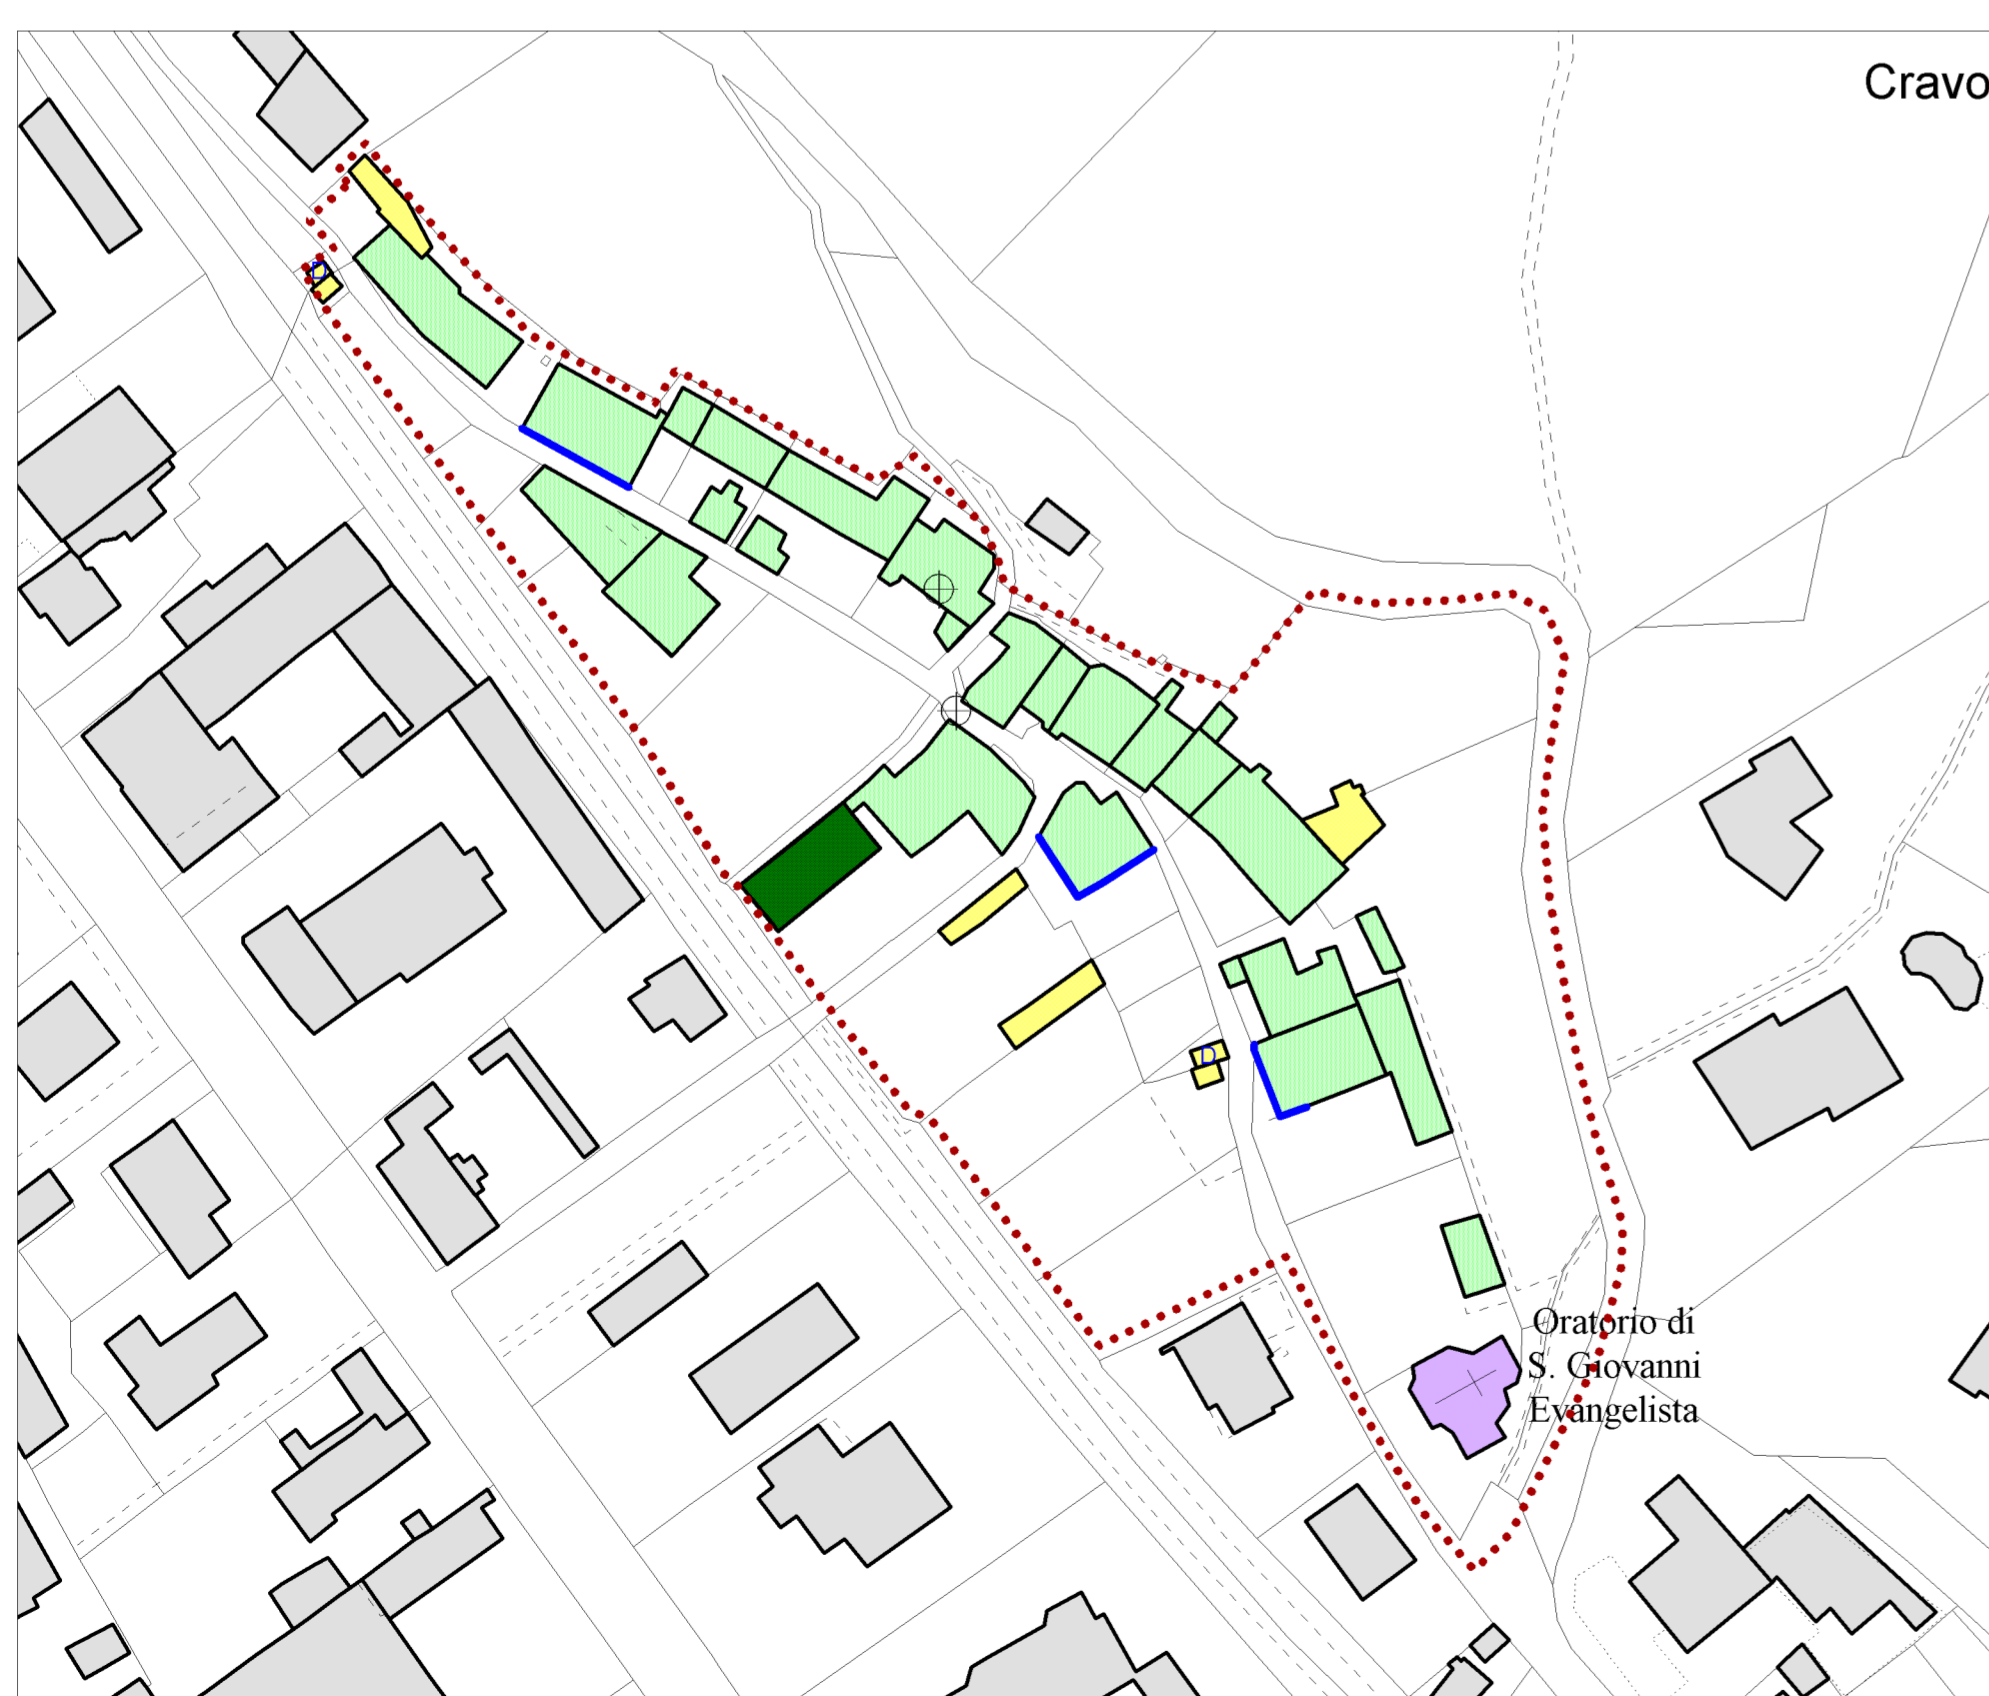 Cravo
D
D
Oratorio di
S. Giovanni
Evangelista